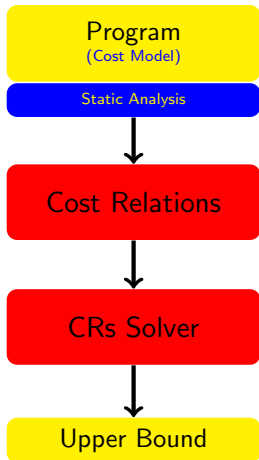 Program
(Cost Model)
Static Analysis
Cost Relations
CRs Solver
Upper Bound